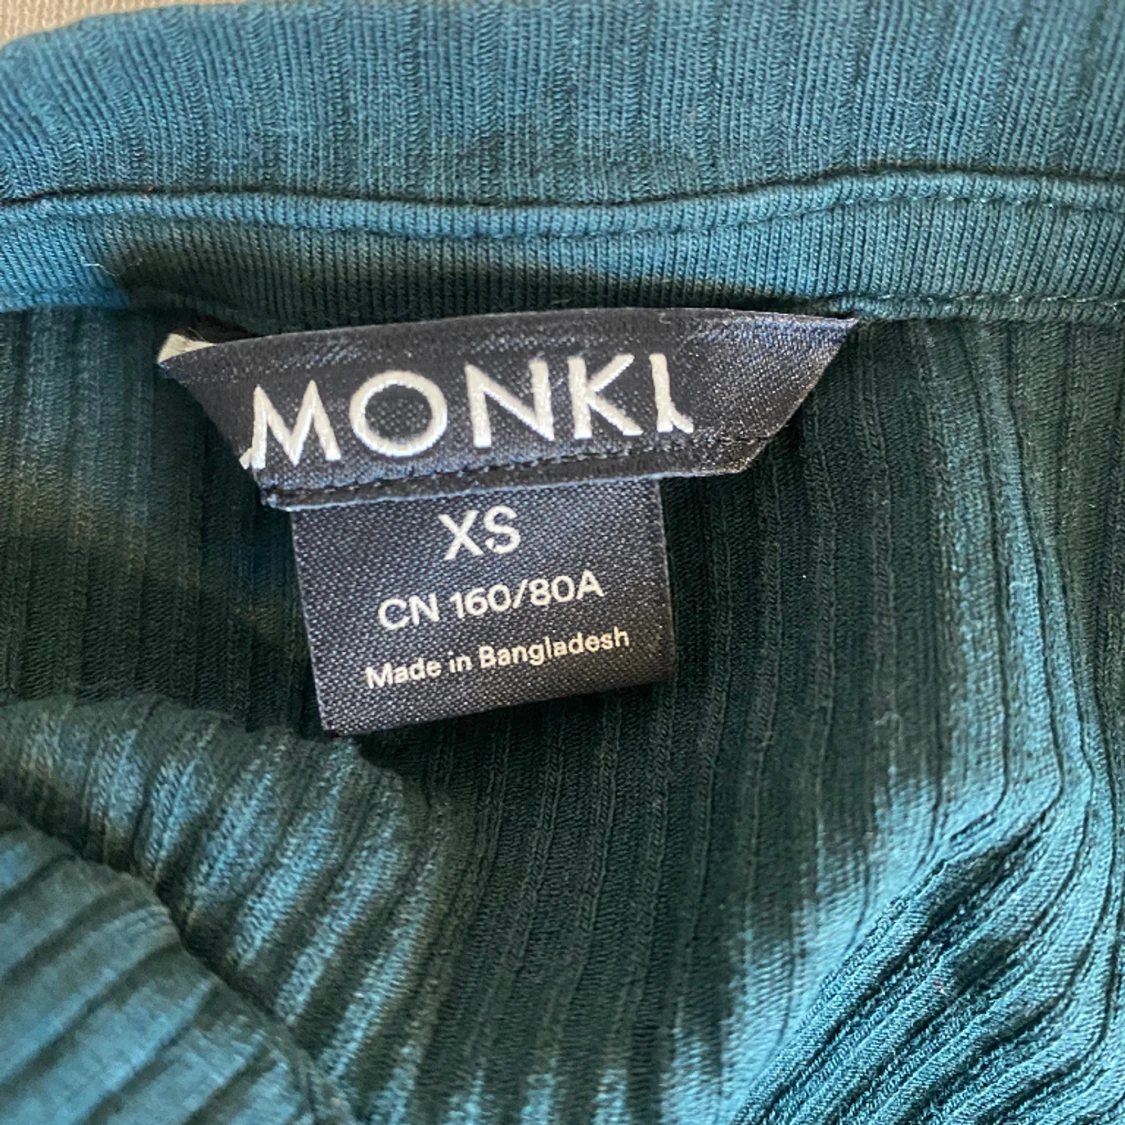 MONKI
XS
CN 160/80A
Made in Bangladesh